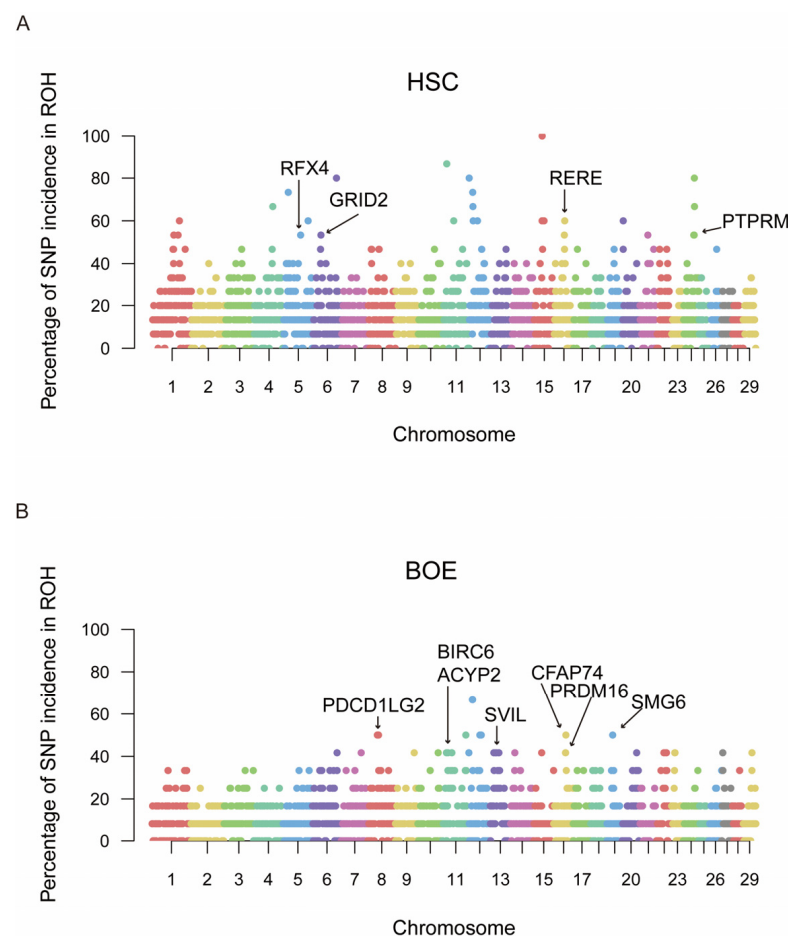 A
HSC
Percentage of SNP incidence in ROH
100
80
60
40
20
0
RFX4
GRID2
RERE
PTPRM
1 2 3 4 5 6 7 8 9 11 13 15 17 20 23 26 29
Chromosome
B
BOE
Percentage of SNP incidence in ROH
100
80
60
40
20
0
PDCD1LG2
BIRC6
ACYP2
SVIL
CFAP74
PRDM16
SMG6
1 2 3 4 5 6 7 8 9 11 13 15 17 20 23 26 29
Chromosome